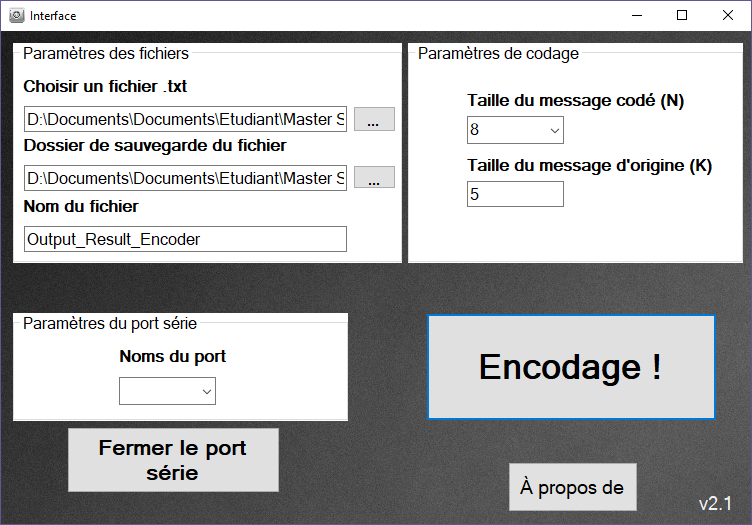 Interface
Paramètres des fichiers
Choisir un fichier .txt
D:\Documents\Documents\Etudiant\Master S
...
Dossier de sauvegarde du fichier
D:\Documents\Documents\Etudiant\Master S
...
Nom du fichier
Output_Result_Encoder
Paramètres de codage
Taille du message codé (N)
8
Taille du message d'origine (K)
5
Paramètres du port série
Noms du port
Fermer le port
série
Encodage !
À propos de
v2.1